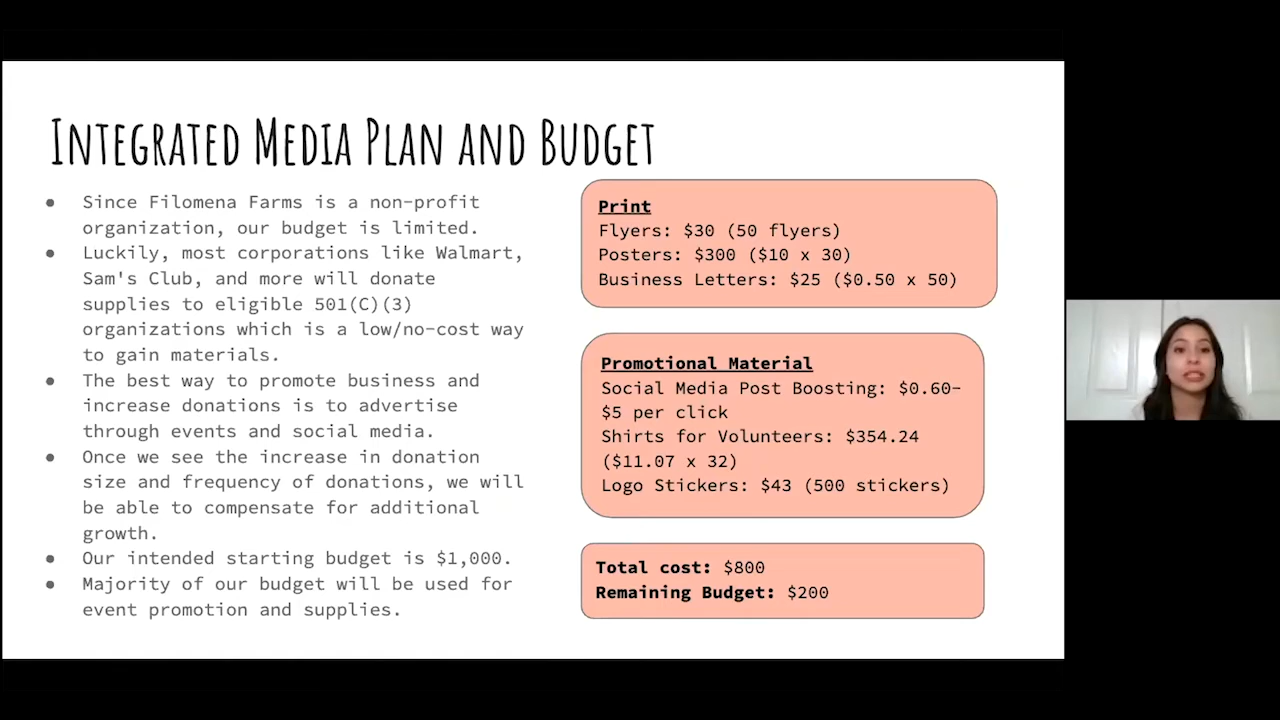 INTEGRATED MEDIA PLAN AND BUDGET
● Since Filomena Farms is a non-profit
organization, our budget is limited.
● Luckily, most corporations like Walmart,
Sam's Club, and more will donate
supplies to eligible 501(C)(3)
organizations which is a low/no-cost way
to gain materials.
● The best way to promote business and
increase donations is to advertise
through events and social media.
● Once we see the increase in donation
size and frequency of donations, we will
be able to compensate for additional
growth.
● Our intended starting budget is $1,000.
● Majority of our budget will be used for
event promotion and supplies.
Print
Flyers: $30 (50 flyers)
Posters: $300 ($10 x 30)
Business Letters: $25 ($0.50 x 50)
Promotional Material
Social Media Post Boosting: $0.60-
$5 per click
Shirts for Volunteers: $354.24
($11.07 x 32)
Logo Stickers: $43 (500 stickers)
Total cost: $800
Remaining Budget: $200